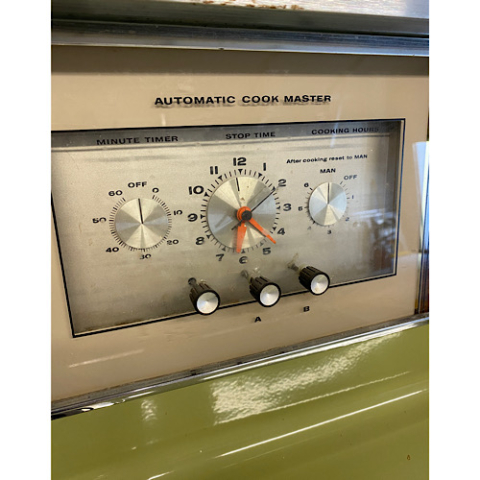 AUTOMATIC COOK MASTER
MINUTE TIMER STOP TIME COOKING HOURS
After cooking reset to MAN
OFF
60 0
50 15
40 20
30
12
11 1
10 2
9 3
8 4
7 5
6
MAN OFF
A B